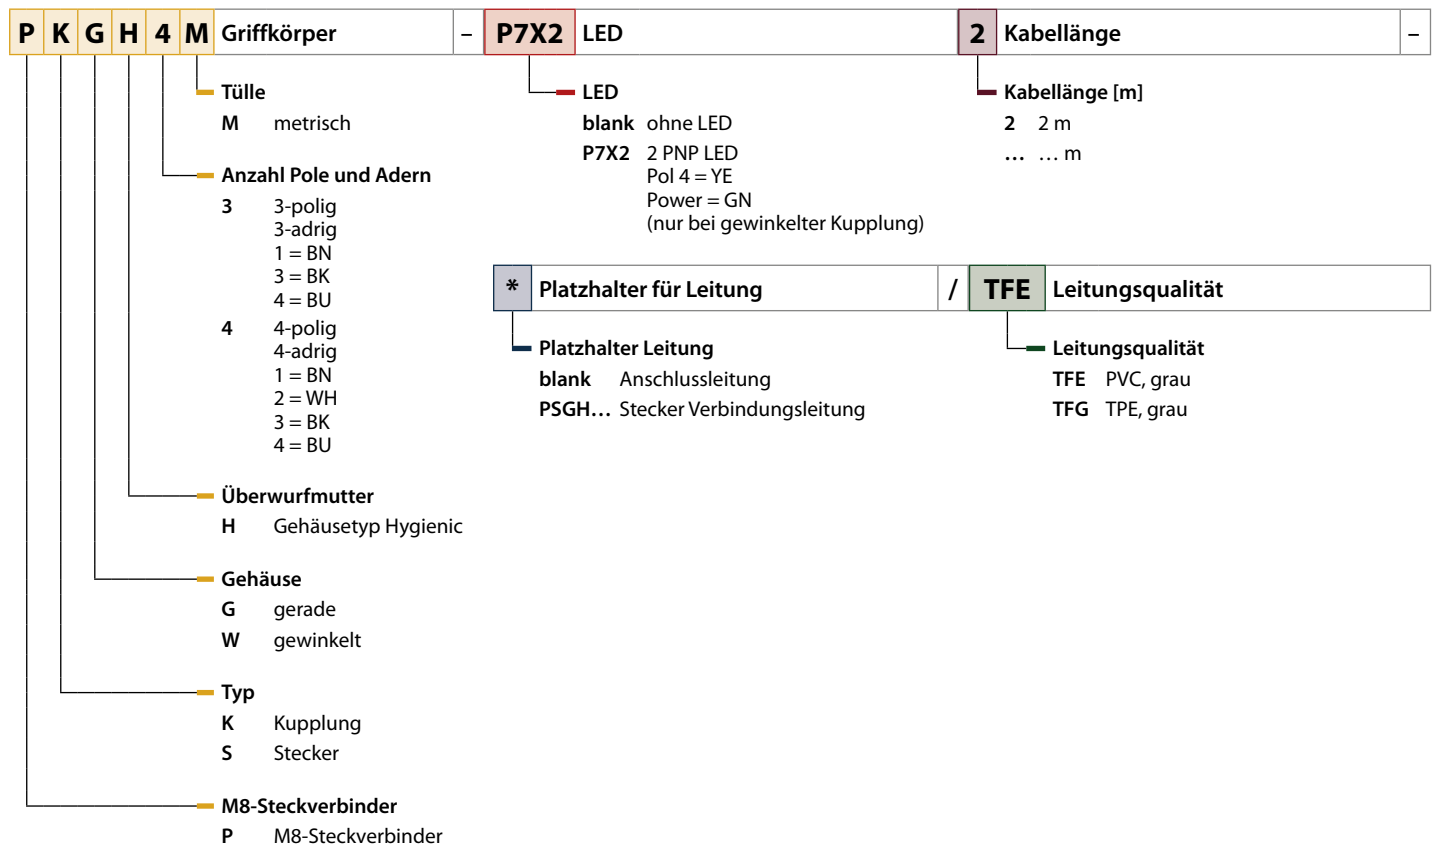 P K G H 4 M Griffkörper – P7X2 LED 2 Kabellänge –
Tülle
M metrisch
Anzahl Pole und Adern
3 3-polig
3-adrig
1 = BN
3 = BK
4 = BU
4 4-polig
4-adrig
1 = BN
2 = WH
3 = BK
4 = BU
Überwurfmutter
H Gehäusetyp Hygienic
Gehäuse
G gerade
W gewinkelt
Typ
K Kupplung
S Stecker
M8-Steckverbinder
P M8-Steckverbinder
LED
blank ohne LED
P7X2 2 PNP LED
Pol 4 = YE
Power = GN
(nur bei gewinkelter Kupplung)
Kabellänge [m]
2 2 m
… … m
* Platzhalter für Leitung / TFE Leitungsqualität
Platzhalter Leitung
blank Anschlussleitung
PSGH… Stecker Verbindungsleitung
Leitungsqualität
TFE PVC, grau
TFG TPE, grau